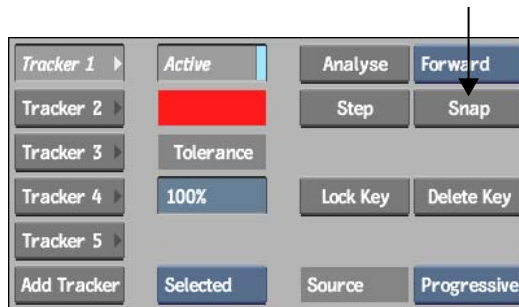 Tracker 1 Active Analyse Forward
Tracker 2 Step Snap
Tracker 3 Tolerance
Tracker 4 100% Lock Key Delete Key
Tracker 5
Add Tracker Selected Source Progressive